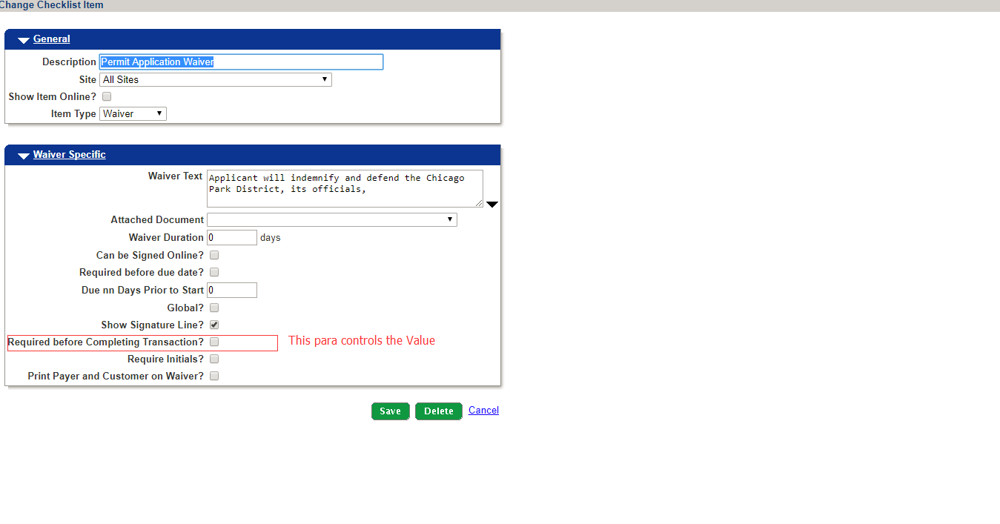 Change Checklist Item
General
Description Permit Application Waiver
Site All Sites
Show Item Online?
Item Type Waiver
Waiver Specific
Waiver Text Applicant will indemnify and defend the Chicago
Park District, its officials,
Attached Document
Waiver Duration 0 days
Can be Signed Online?
Required before due date?
Due nn Days Prior to Start 0
Global?
Show Signature Line?
Required before Completing Transaction? This para controls the Value
Require Initials?
Print Payer and Customer on Waiver?
Save Delete Cancel